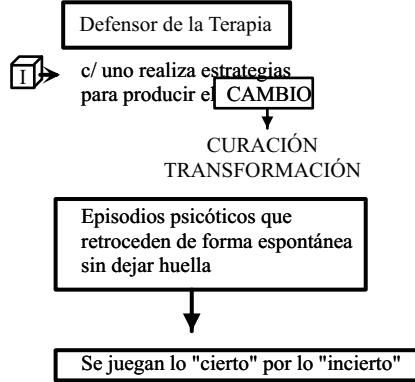 Defensor de la Terapia
I
c/ uno realiza estrategias
para producir el CAMBIO
CURACIÓN
TRANSFORMACIÓN
Episodios psicóticos que
retroceden de forma espontánea
sin dejar huella
Se juegan lo "cierto" por lo "incierto"